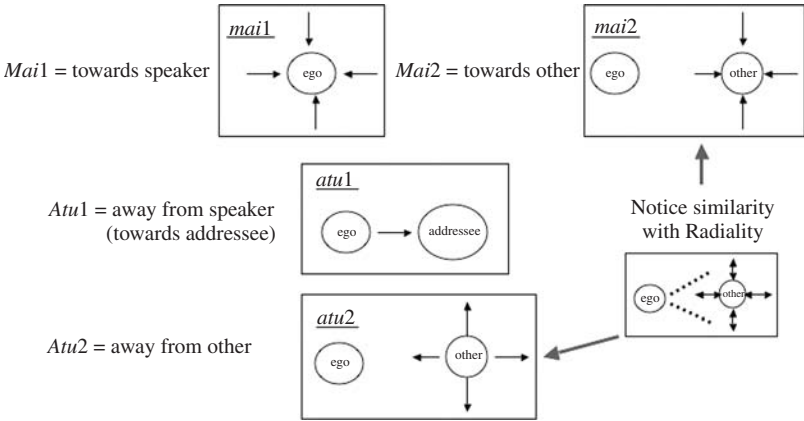 mai1
ego
Mai1 = towards speaker
mai2
ego
other
Mai2 = towards other
atu1
ego
addressee
Atu1 = away from speaker
(towards addressee)
Notice similarity
with Radiality
ego
other
atu2
ego
other
Atu2 = away from other